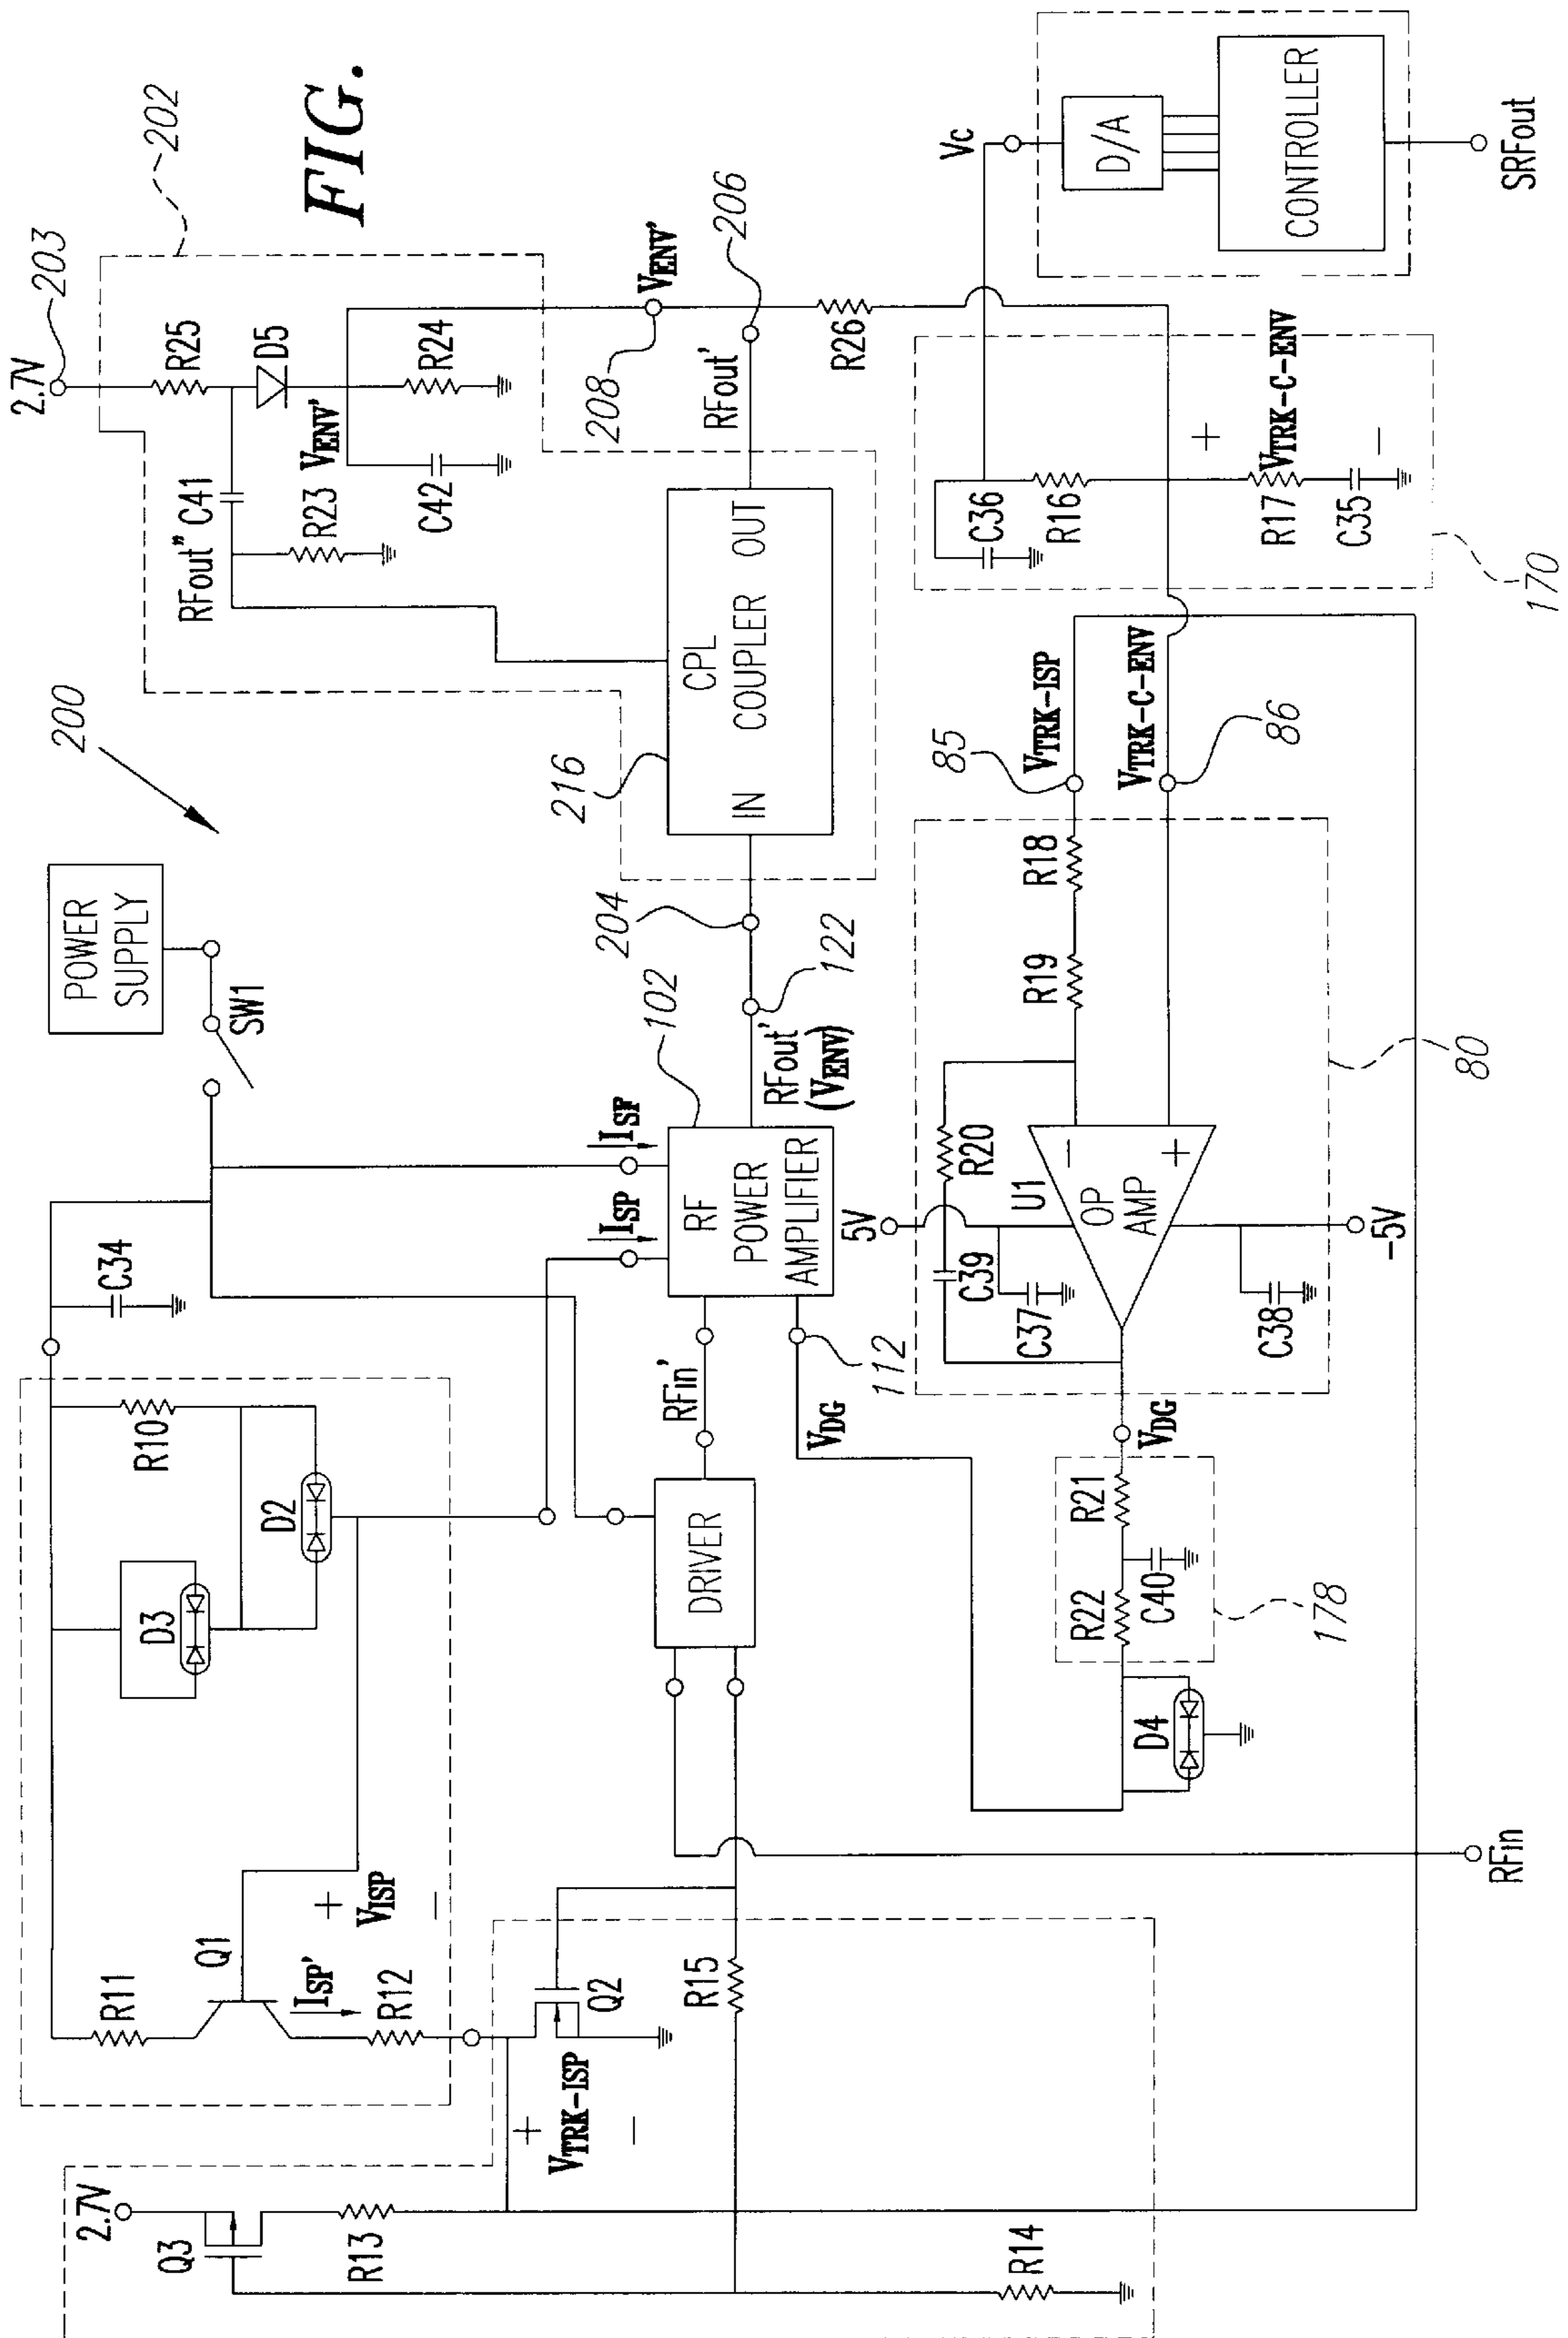 FIG.
200
202
203
2.7V
R25
D5
R24
VENV'
RFout" C41
R23
C42
POWER
SUPPLY
SW1
C34
R10
D3
D2
R11
Q1
+
VISP
−
ISP'
R12
2.7V
Q3
R13
+
VTRK-ISP
−
Q2
R15
R14
DRIVER
RFin'
ISP
ISP
RF
POWER
AMPLIFIER
102
112
VDG
RFout'
(VENV)
122
204
216
CPL
IN COUPLER OUT
RFout'
206
208
VENV'
R26
Vc
D/A
CONTROLLER
SRFout
C36
R16
+
VTRK-C-ENV
−
R17
C35
170
VTRK-ISP
85
VTRK-C-ENV
86
R18
R19
R20
C39
5V
U1
−
OP
AMP
+
C37
C38
-5V
80
VDG
R21
R22
C40
178
D4
RFin